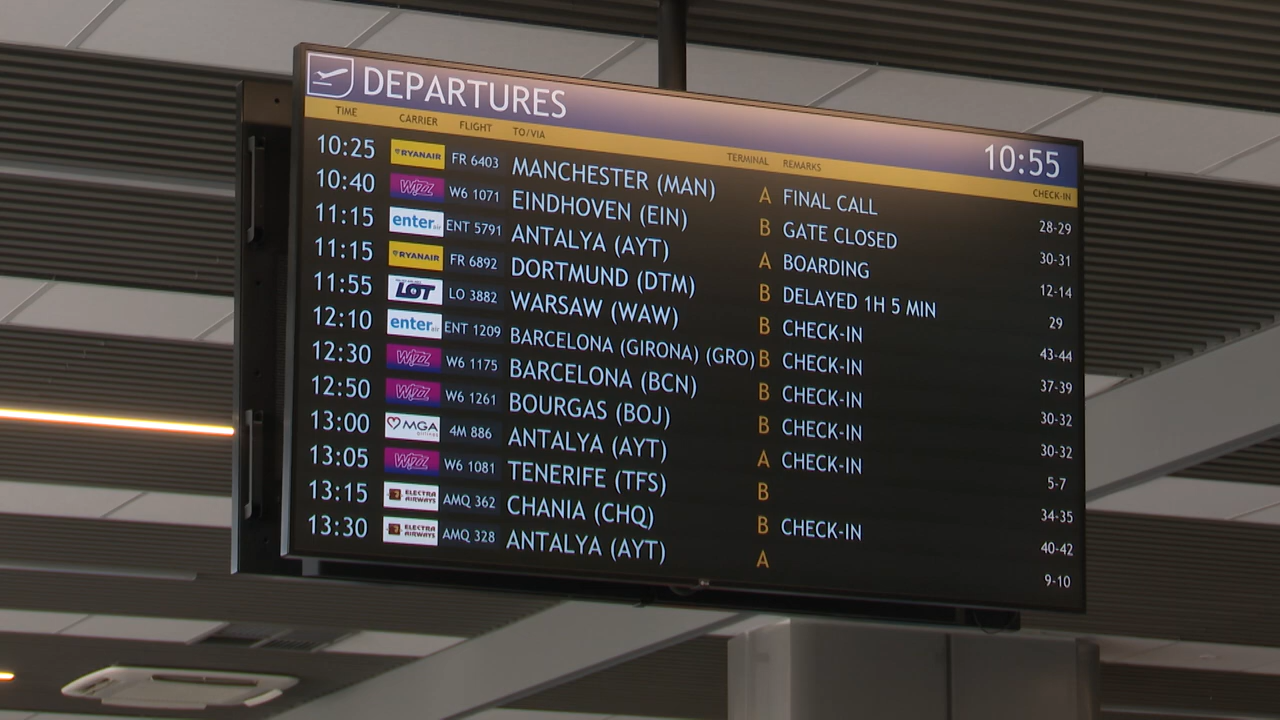 DEPARTURES 10:55
TIME CARRIER FLIGHT TO/VIA TERMINAL REMARKS CHECK-IN
10:25 RYANAIR FR 6403 MANCHESTER (MAN) A FINAL CALL 28-29
10:40 Wizz W6 1071 EINDHOVEN (EIN) B GATE CLOSED 30-31
11:15 enter air ENT 5791 ANTALYA (AYT) A BOARDING 12-14
11:15 RYANAIR FR 6892 DORTMUND (DTM) B DELAYED 1H 5 MIN 29
11:55 LOT LO 3882 WARSAW (WAW) B CHECK-IN 43-44
12:10 enter air ENT 1209 BARCELONA (GIRONA) (GRO) B CHECK-IN 37-39
12:30 Wizz W6 1175 BARCELONA (BCN) B CHECK-IN 30-32
12:50 Wizz W6 1261 BOURGAS (BOJ) B CHECK-IN 30-32
13:00 MGA airlines 4M 886 ANTALYA (AYT) A CHECK-IN 5-7
13:05 Wizz W6 1081 TENERIFE (TFS) B 34-35
13:15 ELECTRA AIRWAYS AMQ 362 CHANIA (CHQ) B CHECK-IN 40-42
13:30 ELECTRA AIRWAYS AMQ 328 ANTALYA (AYT) A 9-10